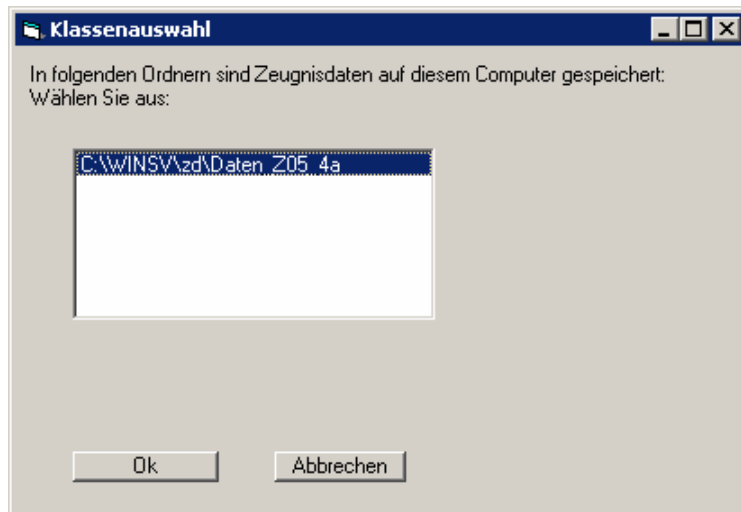 Klassenauswahl
In folgenden Ordnern sind Zeugnisdaten auf diesem Computer gespeichert:
Wählen Sie aus:
C:\WINSV\zd\Daten_Z05_4a
Ok
Abbrechen